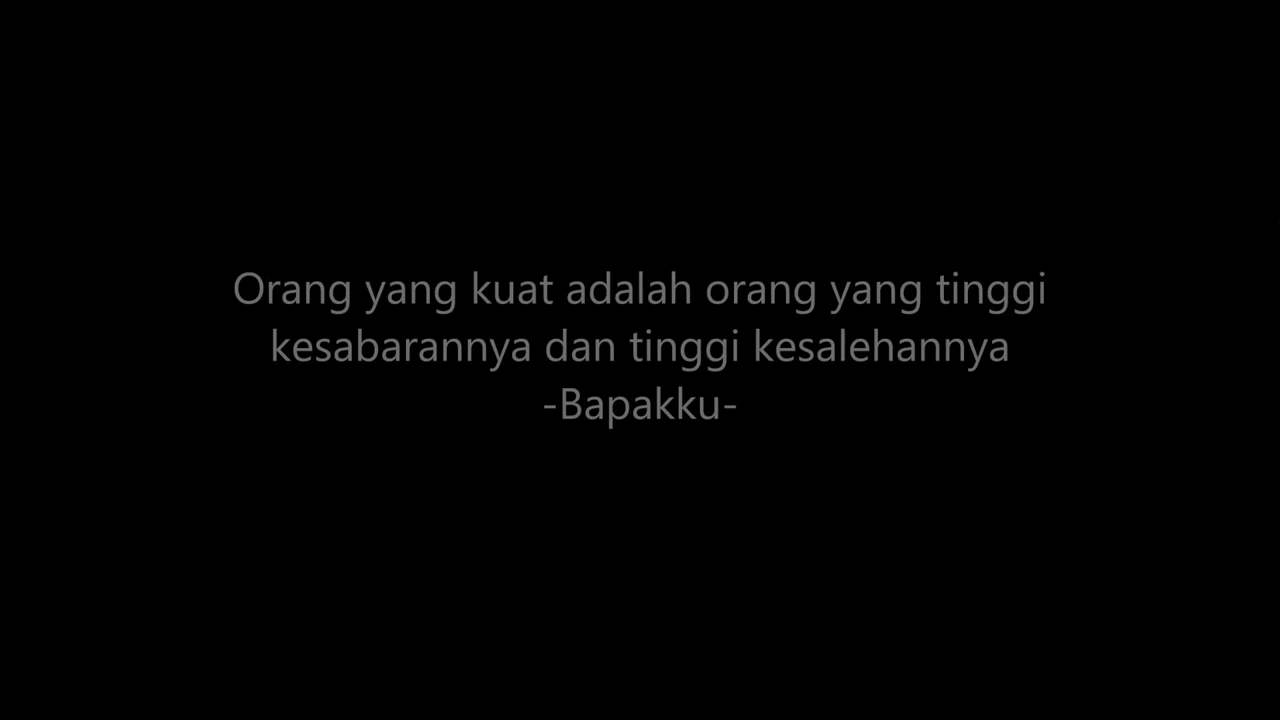 Orang yang kuat adalah orang yang tinggi
kesabarannya dan tinggi kesalehannya
-Bapakku-